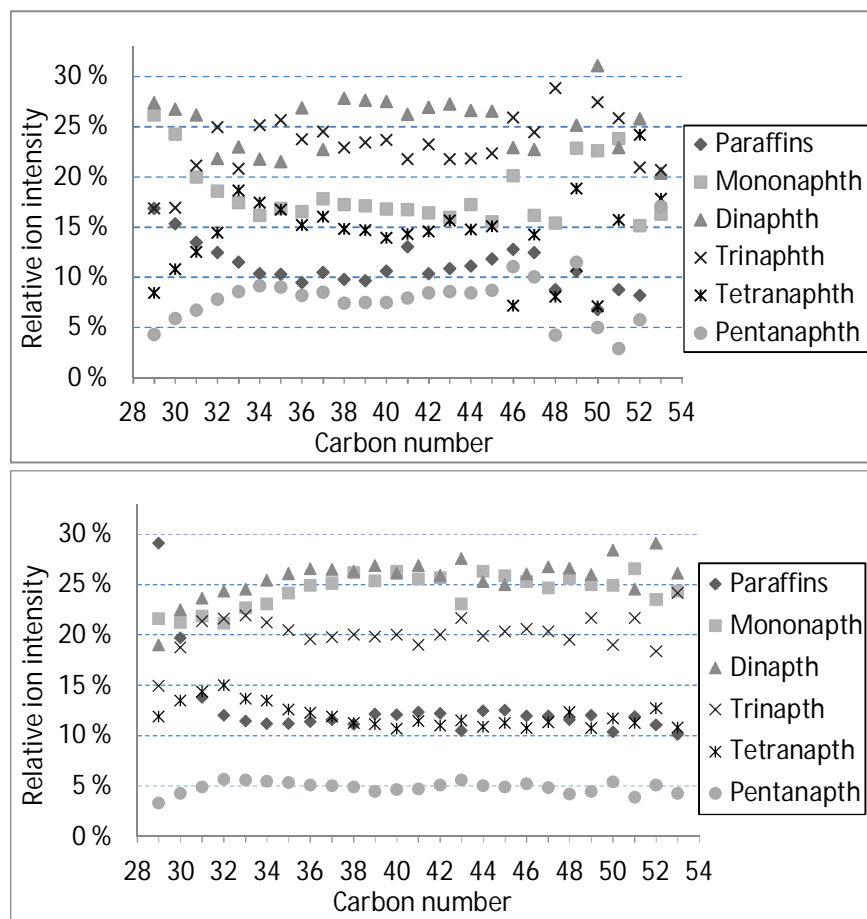 30 %
25 %
20 %
15 %
10 %
5 %
0 %
Relative ion intensity
28 30 32 34 36 38 40 42 44 46 48 50 52 54
Carbon number
Paraffins
Mononaphth
Dinaphth
Trinaphth
Tetranaphth
Pentanaphth
30 %
25 %
20 %
15 %
10 %
5 %
0 %
Relative ion intensity
28 30 32 34 36 38 40 42 44 46 48 50 52 54
Carbon number
Paraffins
Mononapth
Dinapth
Trinapth
Tetranapth
Pentanapth